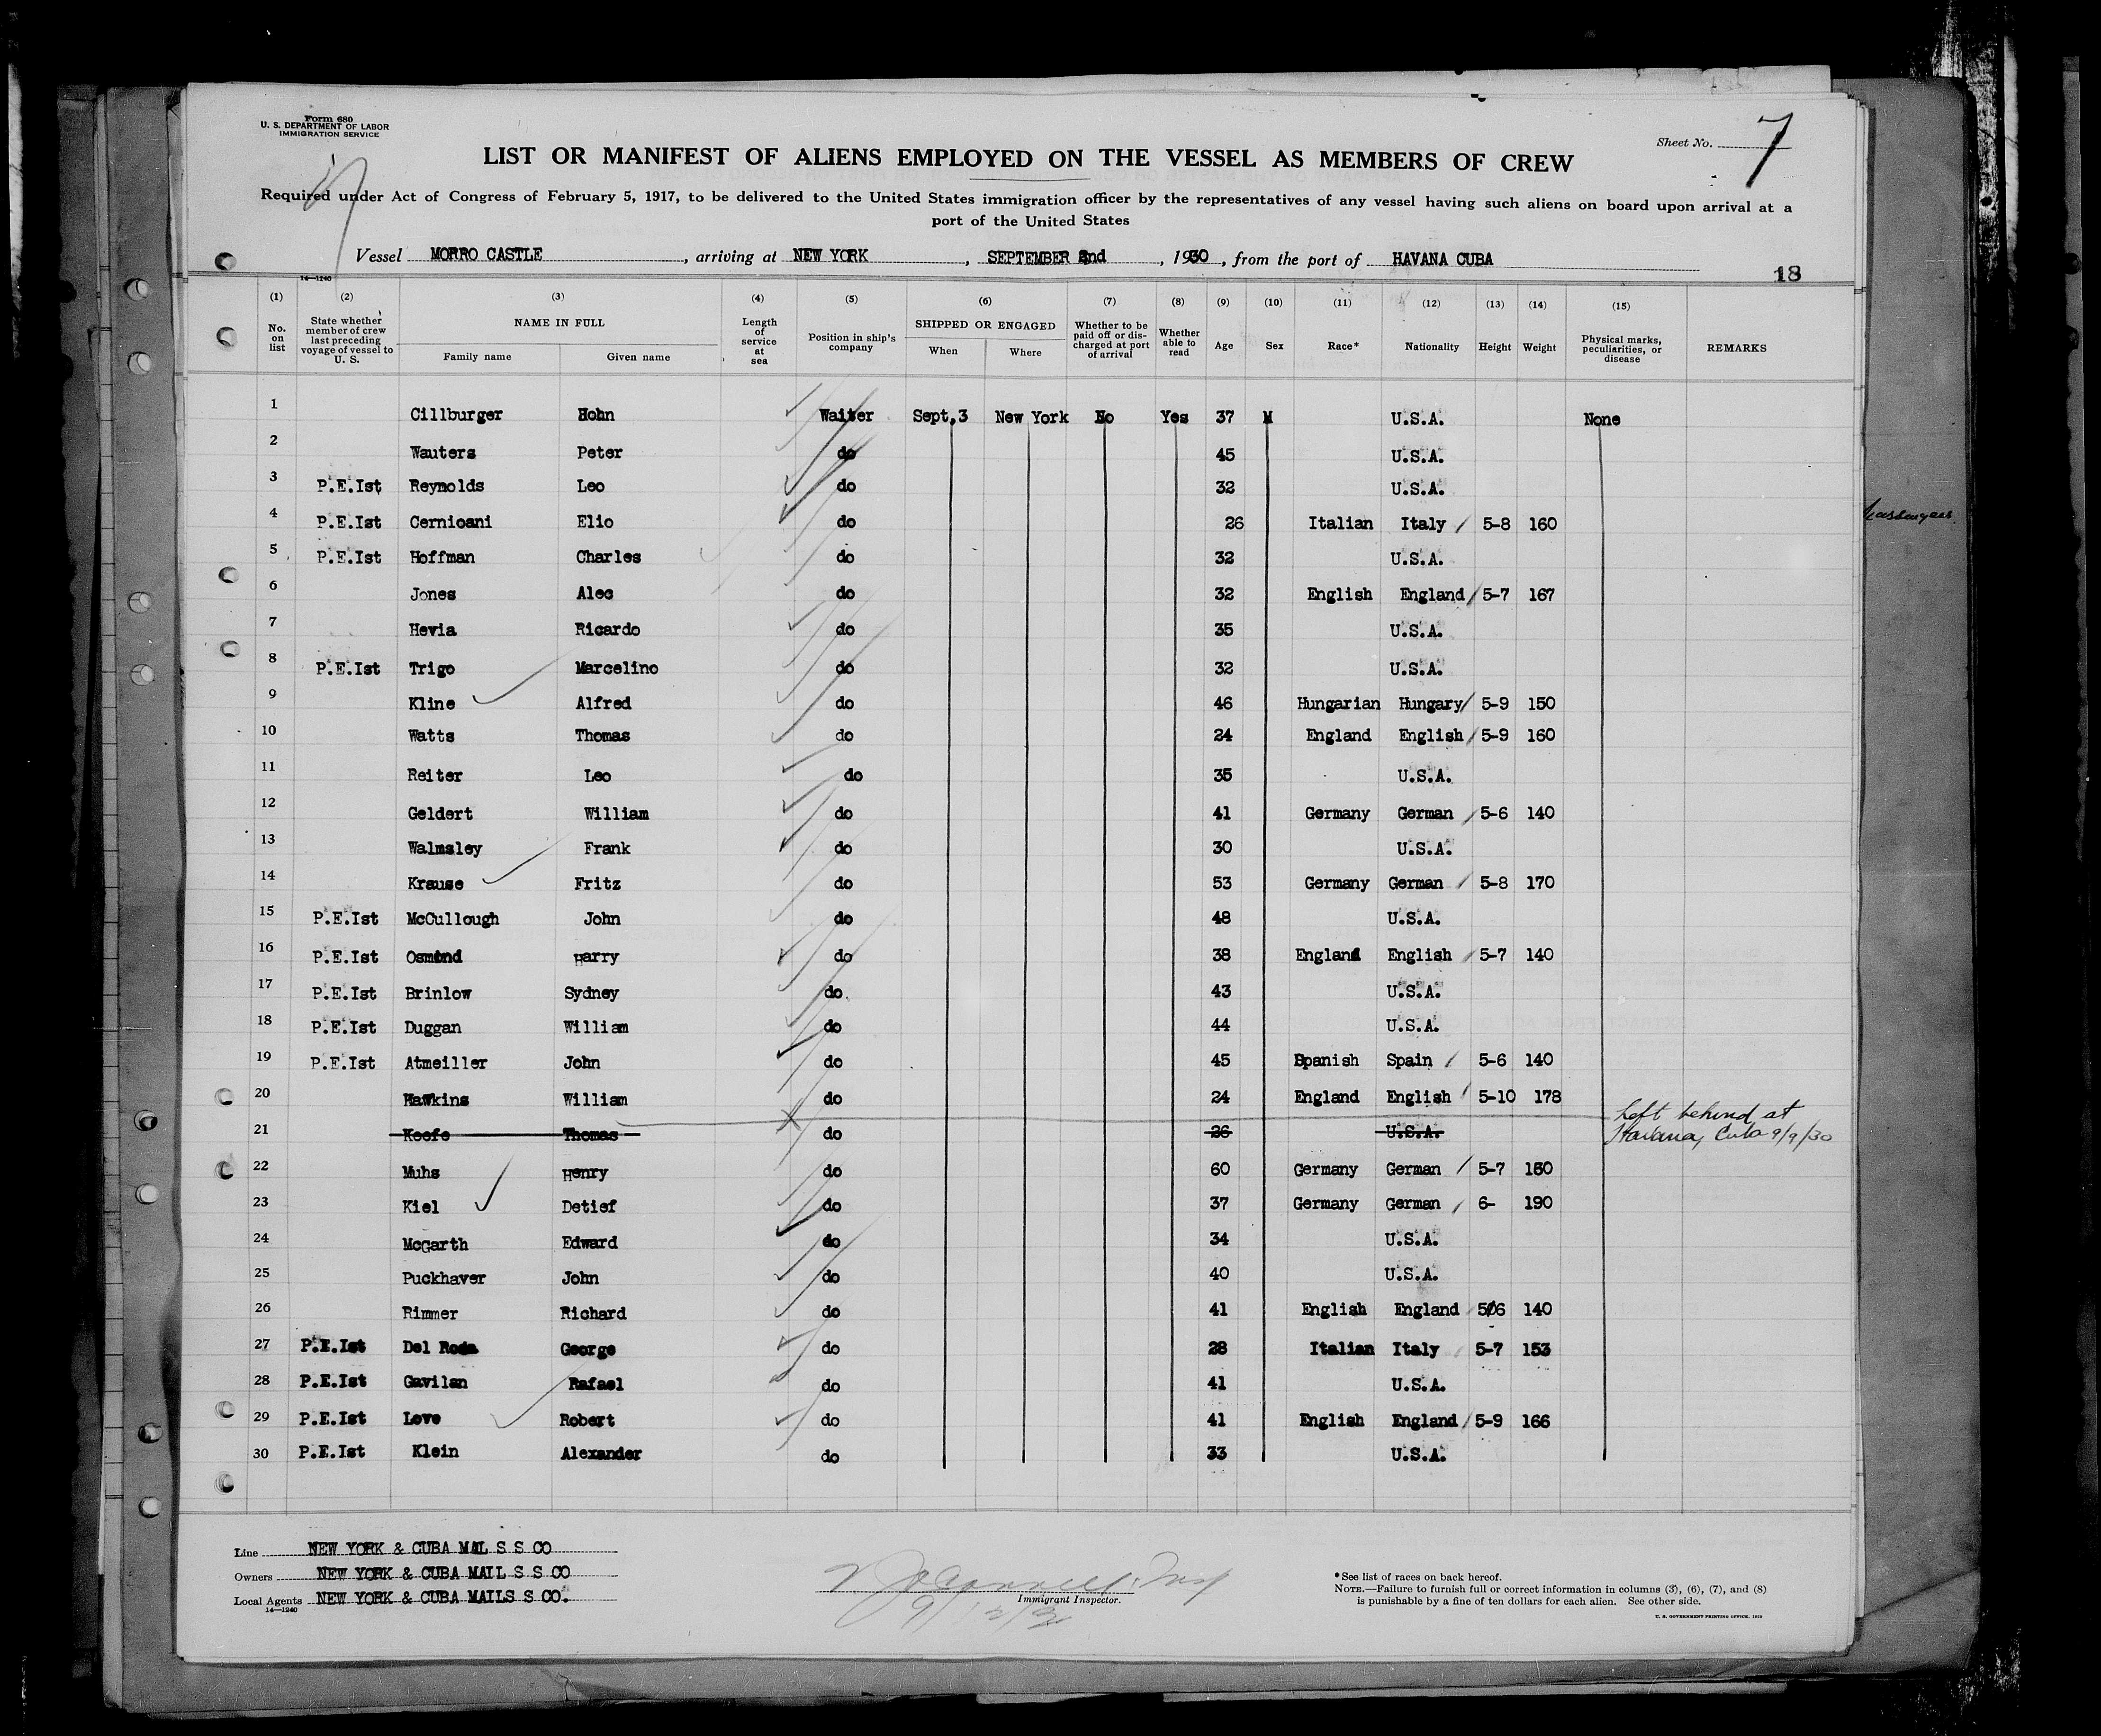 Form 680
U. S. DEPARTMENT OF LABOR
IMMIGRATION SERVICE
Sheet No. 7
LIST OR MANIFEST OF ALIENS EMPLOYED ON THE VESSEL AS MEMBERS OF CREW
Required under Act of Congress of February 5, 1917, to be delivered to the United States immigration officer by the representatives of any vessel having such aliens on board upon arrival at a
port of the United States
Vessel MORRO CASTLE, arriving at NEW YORK, SEPTEMBER 2nd, 1930, from the port of HAVANA CUBA
14—1240
18
(1) (2) (3) (4) (5) (6) (7) (8) (9) (10) (11) (12) (13) (14) (15)
No. on list State whether member of crew last preceding voyage of vessel to U. S. NAME IN FULL Family name Given name Length of service at sea Position in ship's company SHIPPED OR ENGAGED When Where Whether to be paid off or discharged at port of arrival Whether able to read Age Sex Race* Nationality Height Weight Physical marks, peculiarities, or disease REMARKS
1 Cillburger Hohn Waiter Sept.3 New York No Yes 37 M U.S.A. None
2 Wauters Peter do 45 U.S.A.
3 P.E.Ist Reynolds Leo do 32 U.S.A.
4 P.E.Ist Cernioani Elio do 26 Italian Italy 5-8 160
5 P.E.Ist Hoffman Charles do 32 U.S.A.
6 Jones Alec do 32 English England 5-7 167
7 Hevia Ricardo do 35 U.S.A.
8 P.E.Ist Trigo Marcelino do 32 U.S.A.
9 Kline Alfred do 46 Hungarian Hungary 5-9 150
10 Watts Thomas do 24 England English 5-9 160
11 Reiter Leo do 35 U.S.A.
12 Geldert William do 41 Germany German 5-6 140
13 Walmsley Frank do 30 U.S.A.
14 Krause Fritz do 53 Germany German 5-8 170
15 P.E.Ist McCullough John do 48 U.S.A.
16 P.E.Ist Osmond Harry do 38 England English 5-7 140
17 P.E.Ist Brinlow Sydney do. 43 U.S.A.
18 P.E.Ist Duggan William do 44 U.S.A.
19 P.E.Ist Atmeiller John do 45 Spanish Spain 5-6 140
20 Hawkins William do 24 England English 5-10 178
21 Keefe Thomas do 26 U.S.A. Left behind at
Havana, Cuba 9/9/30
22 Muhs Henry do 60 Germany German 5-7 160
23 Kiel Detief do 37 Germany German 6- 190
24 McGarth Edward do 34 U.S.A.
25 Puckhaver John do 40 U.S.A.
26 Rimmer Richard do 41 English England 5/6 140
27 P.E.Ist Del Roda George do 28 Italian Italy 5-7 153
28 P.E.Ist Gavilan Rafael do 41 U.S.A.
29 P.E.Ist Love Robert do 41 English England 5-9 166
30 P.E.Ist Klein Alexander do 33 U.S.A.
Line NEW YORK & CUBA MAL S S CO
Owners NEW YORK & CUBA MAIL S S CO
Local Agents NEW YORK & CUBA MAILS S CO.
14—1240
Immigrant Inspector.
*See list of races on back hereof.
NOTE.—Failure to furnish full or correct information in columns (3), (6), (7), and (8)
is punishable by a fine of ten dollars for each alien. See other side.
U. S. GOVERNMENT PRINTING OFFICE. 1929